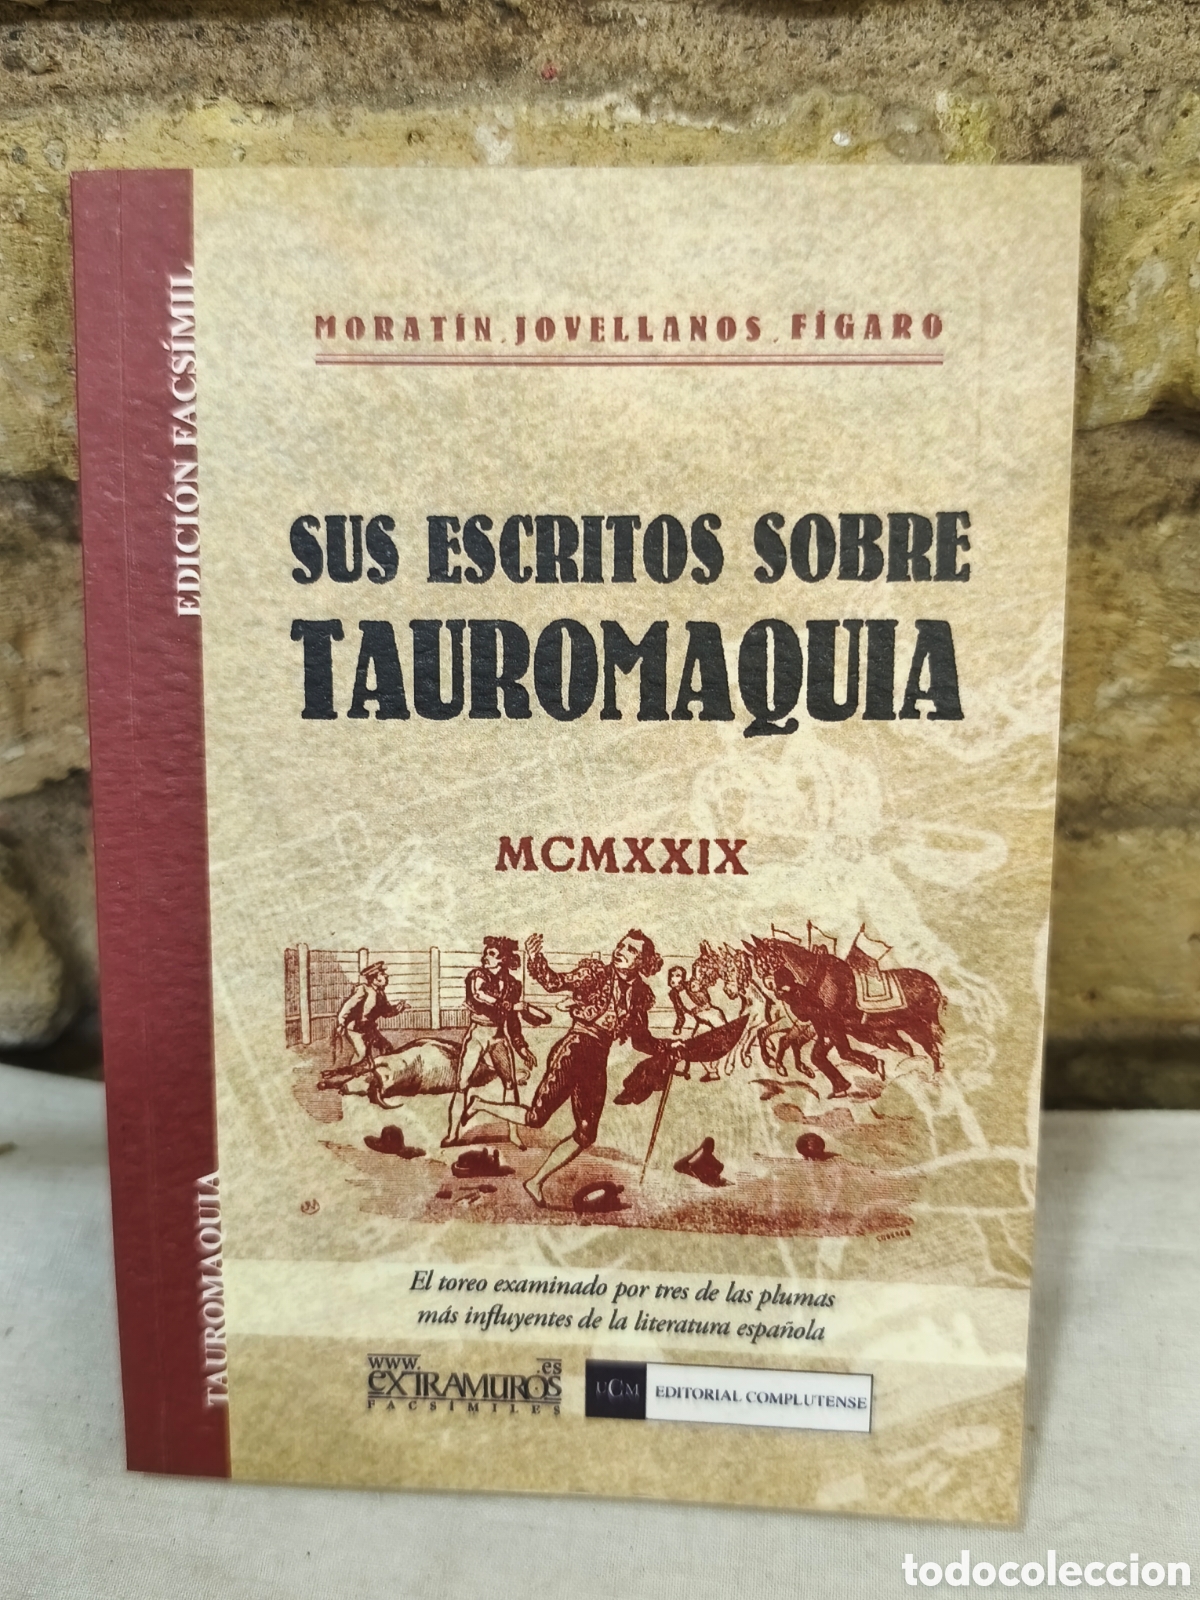 MORATÍN, JOVELLANOS, FÍGARO
SUS ESCRITOS SOBRE
TAUROMAQUIA
MCMXXIX
El toreo examinado por tres de las plumas
más influyentes de la literatura española
www. .es
EXTRAMUROS
FACSÍMILES
UCM EDITORIAL COMPLUTENSE
EDICIÓN FACSÍMIL
TAUROMAQUIA
todocoleccion